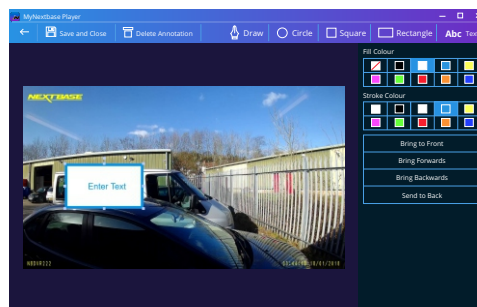 MyNextbase Player
Save and Close
Delete Annotation
Draw
Circle
Square
Rectangle
Abc
Fill Colour
Stroke Colour
Bring to Front
Bring Forwards
Bring Backwards
Send to Back
NEXTBASE
Enter Text